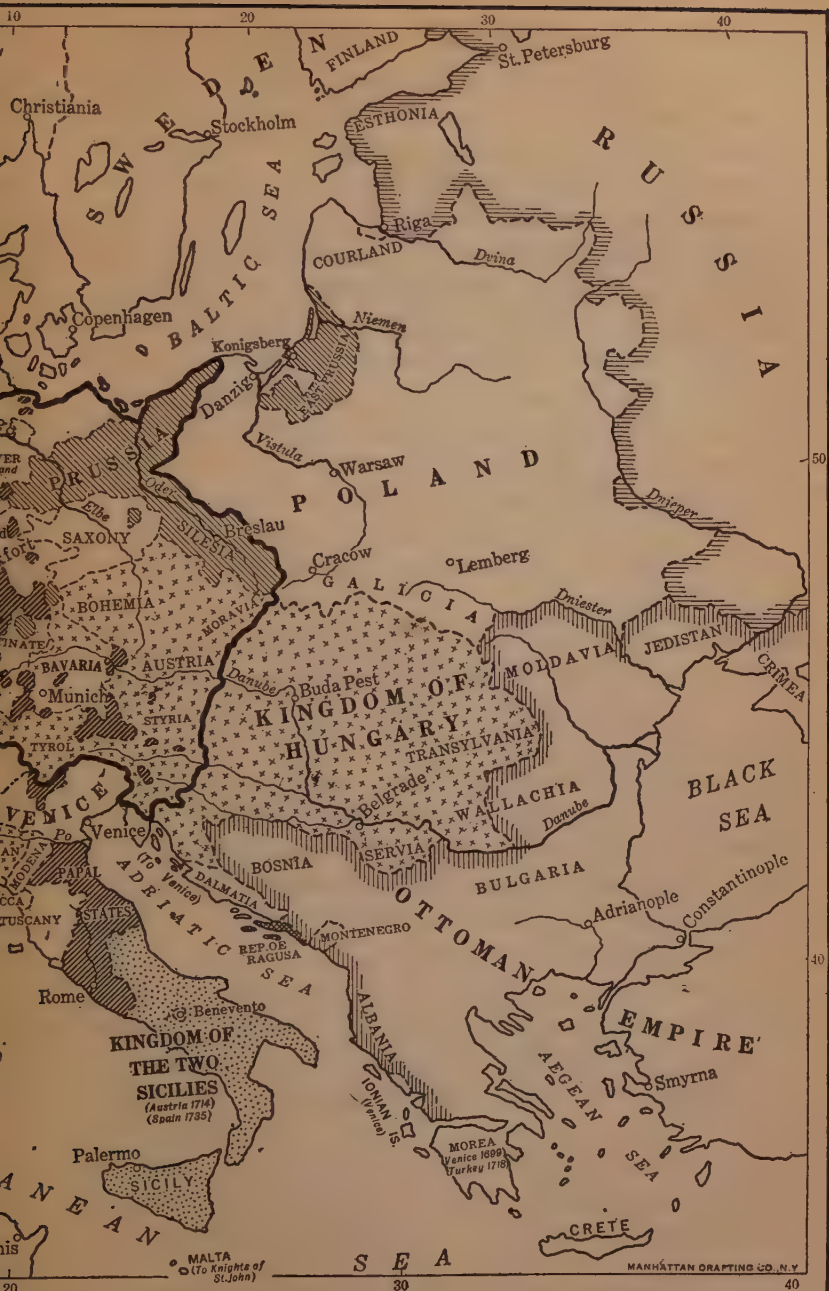 10
20
30
40
SWEDEN
FINLAND
St. Petersburg
Christiania
Stockholm
ESTHONIA
RUSSIA
BALTIC SEA
Riga
COURLAND
Dvina
Copenhagen
Konigsberg
Niemen
Danzig
EAST PRUSSIA
PRUSSIA
Vistula
Warsaw
POLAND
50
Oder
Elbe
SILESIA
Breslau
Dnieper
SAXONY
Cracow
Lemberg
GALICIA
BOHEMIA
MORAVIA
Dniester
MOLDAVIA
JEDISTAN
CRIMEA
BAVARIA
AUSTRIA
Munich
Danube
Buda Pest
KINGDOM OF
HUNGARY
STYRIA
TYROL
TRANSYLVANIA
BLACK
SEA
VENICE
Venice
Po
Belgrade
WALLACHIA
Danube
MODENA
(To Venice)
BOSNIA
SERVIA
BULGARIA
PAPAL
STATES
DALMATIA
ADRIATIC SEA
TUSCANY
REP. OF
RAGUSA
MONTENEGRO
OTTOMAN
EMPIRE
Adrianople
Constantinople
40
Rome
Benevento
KINGDOM OF
THE TWO
SICILIES
(Austria 1714)
(Spain 1735)
ALBANIA
IONIAN IS.
(Venice)
AEGEAN
SEA
Smyrna
MOREA
Venice 1699
Turkey 1718
Palermo
SICILY
CRETE
MALTA
(To Knights of
St. John)
SEA
MANHATTAN DRAFTING CO., N.Y
20
30
40